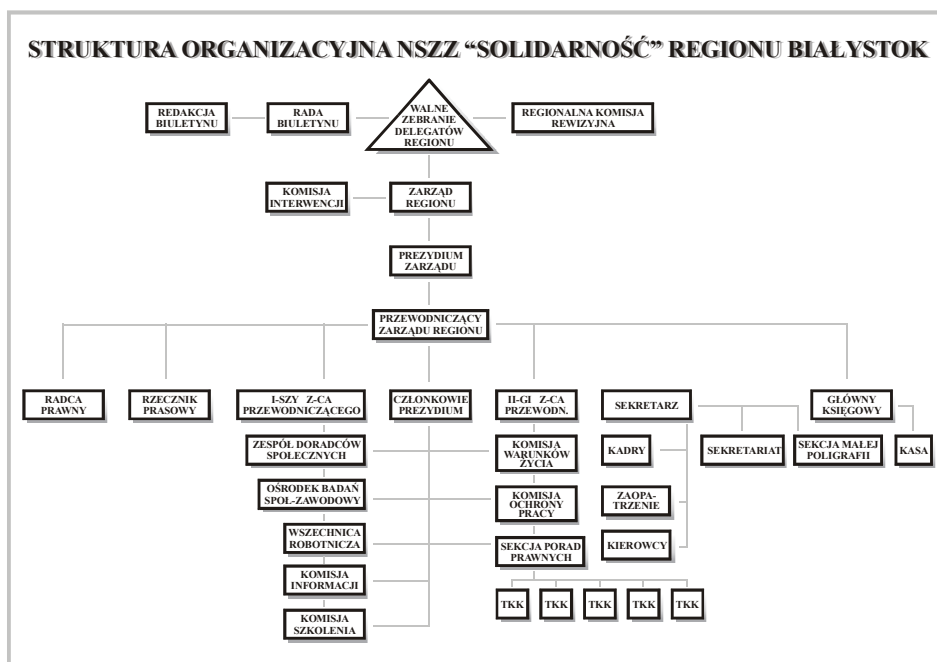 STRUKTURA ORGANIZACYJNA NSZZ “SOLIDARNOŚĆ” REGIONU BIAŁYSTOK
REDAKCJA
BIULETYNU
RADA
BIULETYNU
WALNE
ZEBRANIE
DELEGATÓW
REGIONU
REGIONALNA KOMISJA
REWIZYJNA
KOMISJA
INTERWENCJI
ZARZĄD
REGIONU
PREZYDIUM
ZARZĄDU
PRZEWODNICZĄCY
ZARZĄDU REGIONU
RADCA
PRAWNY
RZECZNIK
PRASOWY
I-SZY Z-CA
PRZEWODNICZĄCEGO
CZŁONKOWIE
PREZYDIUM
II-GI Z-CA
PRZEWODN.
SEKRETARZ
GŁÓWNY
KSIĘGOWY
ZESPÓŁ DORADCÓW
SPOŁECZNYCH
KOMISJA
WARUNKÓW
ŻYCIA
KADRY
SEKRETARIAT
SEKCJA MAŁEJ
POLIGRAFII
KASA
OŚRODEK BADAŃ
SPOŁ-ZAWODOWY
KOMISJA
OCHRONY
PRACY
ZAOPA-
TRZENIE
WSZECHNICA
ROBOTNICZA
SEKCJA PORAD
PRAWNYCH
KIEROWCY
KOMISJA
INFORMACJI
TKK TKK TKK TKK TKK
KOMISJA
SZKOLENIA